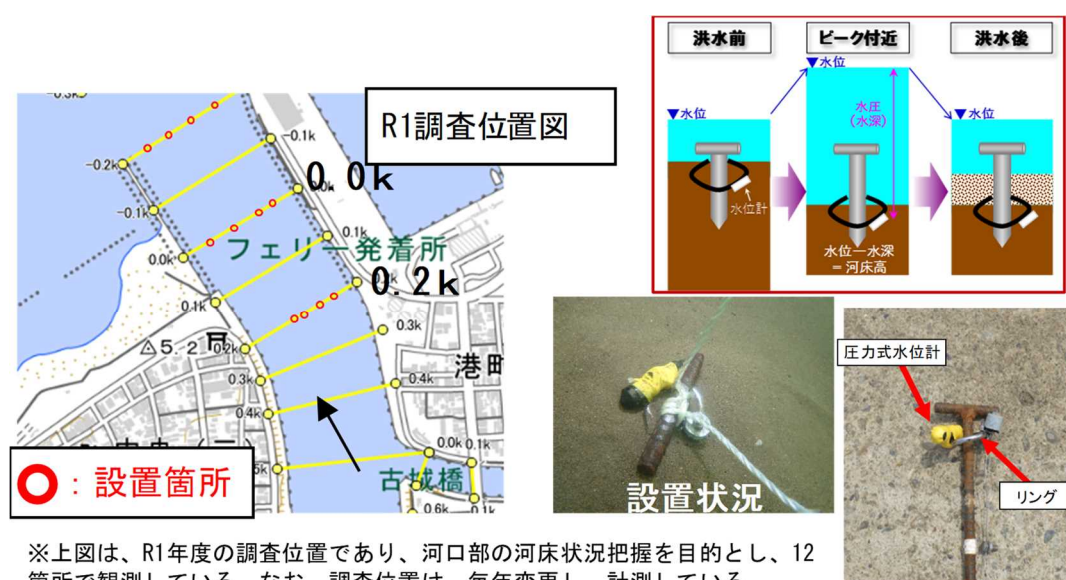 洪水前
ピーク付近
洪水後
▼水位
▼水位
▼水位
水圧
(水深)
水位計
水位ー水深
=河床高
R1調査位置図
-0.2k
-0.1k
-0.1k
0.0k
0.0k
0.1k
0.1k
フェリー発着所
0.2k
0.2k
0.3k
0.3k
0.4k
0.4k
△5.2
港町
0.0k
0.1k
古城橋
0.6k
0.1k
○:設置箇所
設置状況
圧力式水位計
リング
※上図は、R1年度の調査位置であり、河口部の河床状況把握を目的とし、12